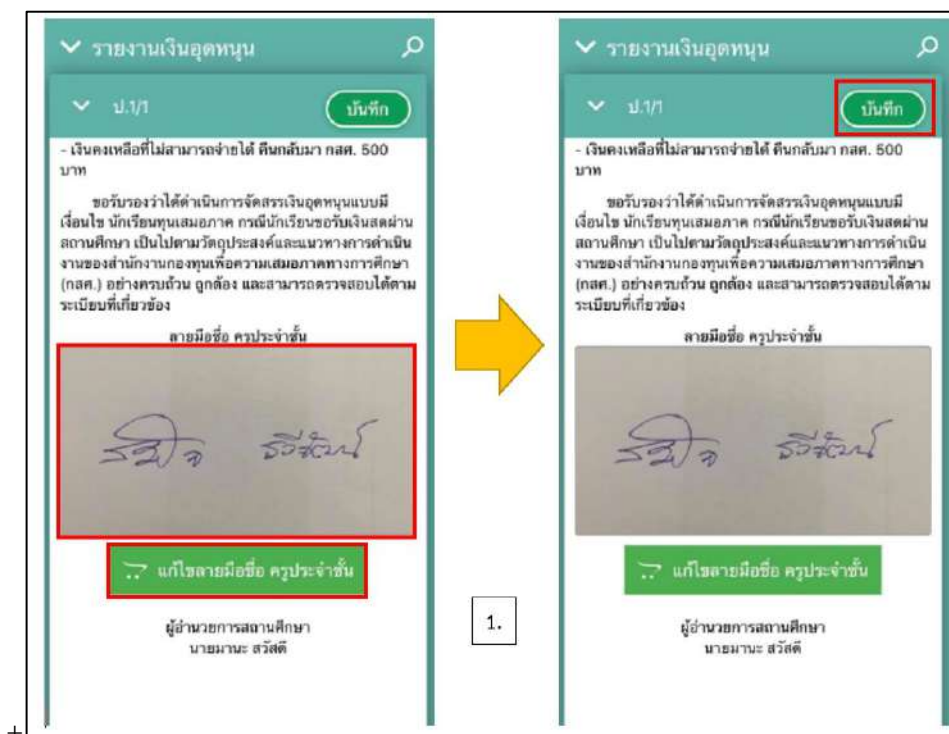 รายงานเงินอุดหนุน
ป.1/1
บันทึก
- เงินคงเหลือที่ไม่สามารถจ่ายได้ คืนกลับมา กสศ. 500
บาท
ขอรับรองว่าได้ดำเนินการจัดสรรเงินอุดหนุนแบบมี
เงื่อนไข นักเรียนทุนเสมอภาค กรณีนักเรียนขอรับเงินสดผ่าน
สถานศึกษา เป็นไปตามวัตถุประสงค์และแนวทางการดำเนิน
งานของสำนักงานกองทุนเพื่อความเสมอภาคทางการศึกษา
(กสศ.) อย่างครบถ้วน ถูกต้อง และสามารถตรวจสอบได้ตาม
ระเบียบที่เกี่ยวข้อง
ลายมือชื่อ ครูประจำชั้น
แก้ไขลายมือชื่อ ครูประจำชั้น
ผู้อำนวยการสถานศึกษา
นายมานะ สวัสดี
1.
รายงานเงินอุดหนุน
ป.1/1
บันทึก
- เงินคงเหลือที่ไม่สามารถจ่ายได้ คืนกลับมา กสศ. 500
บาท
ขอรับรองว่าได้ดำเนินการจัดสรรเงินอุดหนุนแบบมี
เงื่อนไข นักเรียนทุนเสมอภาค กรณีนักเรียนขอรับเงินสดผ่าน
สถานศึกษา เป็นไปตามวัตถุประสงค์และแนวทางการดำเนิน
งานของสำนักงานกองทุนเพื่อความเสมอภาคทางการศึกษา
(กสศ.) อย่างครบถ้วน ถูกต้อง และสามารถตรวจสอบได้ตาม
ระเบียบที่เกี่ยวข้อง
ลายมือชื่อ ครูประจำชั้น
แก้ไขลายมือชื่อ ครูประจำชั้น
ผู้อำนวยการสถานศึกษา
นายมานะ สวัสดี